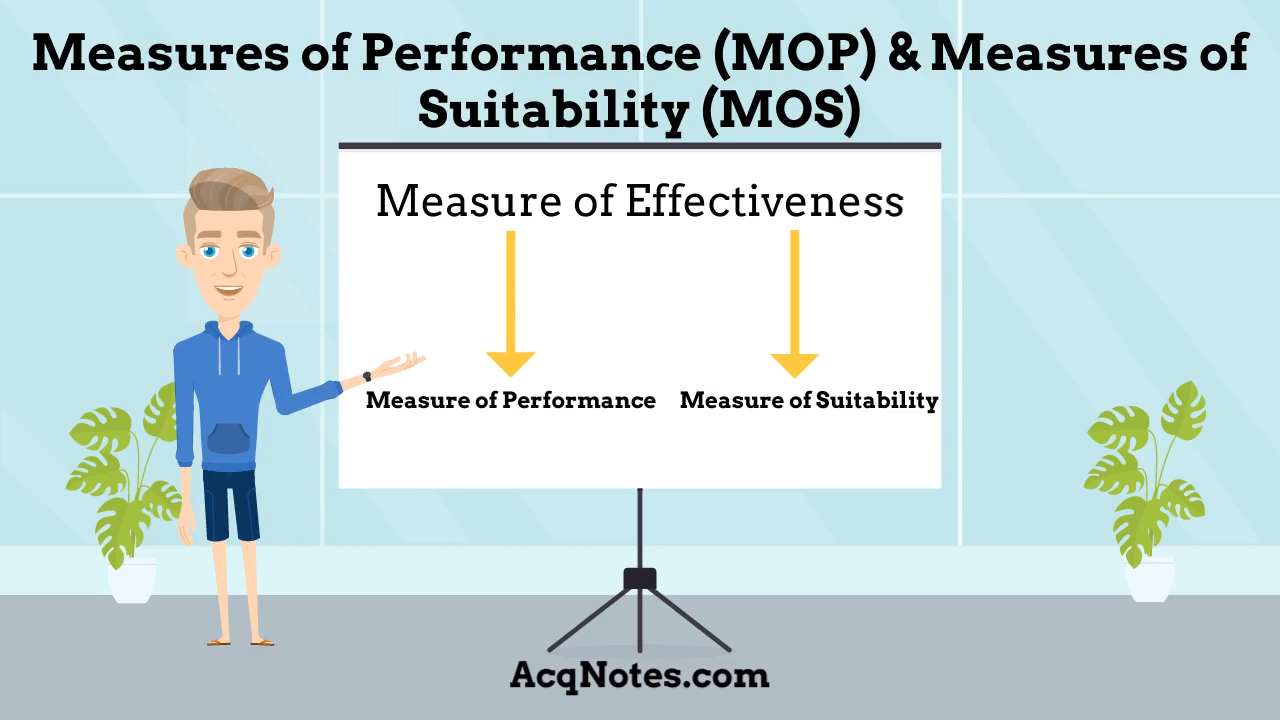 Measures of Performance (MOP) & Measures of
Suitability (MOS)
Measure of Effectiveness
Measure of Performance
Measure of Suitability
AcqNotes.com